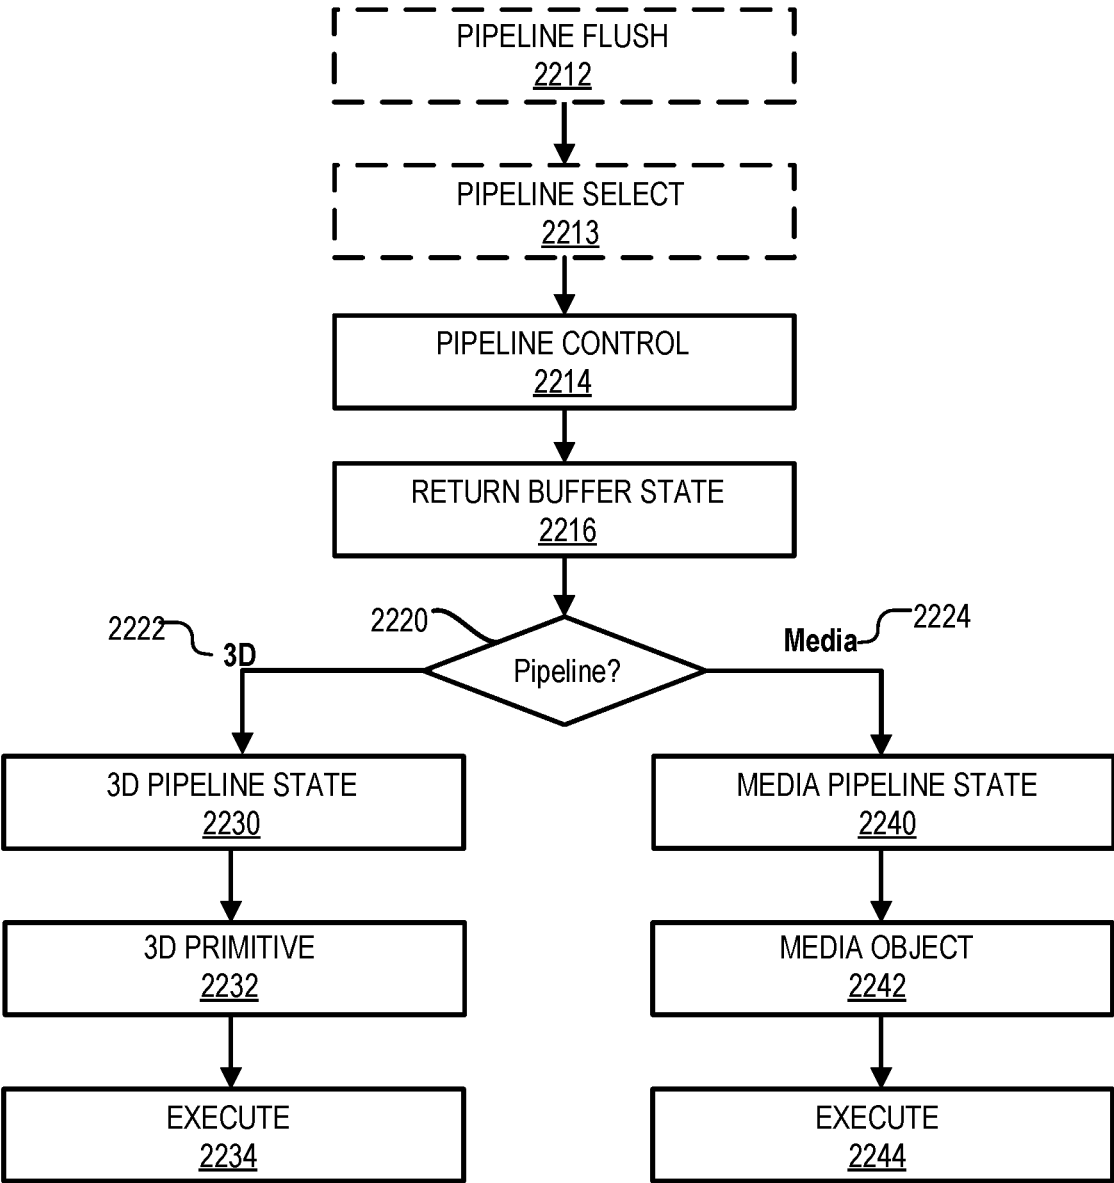 PIPELINE FLUSH
2212
PIPELINE SELECT
2213
PIPELINE CONTROL
2214
RETURN BUFFER STATE
2216
2222
3D
2220
Pipeline?
Media
2224
3D PIPELINE STATE
2230
MEDIA PIPELINE STATE
2240
3D PRIMITIVE
2232
MEDIA OBJECT
2242
EXECUTE
2234
EXECUTE
2244